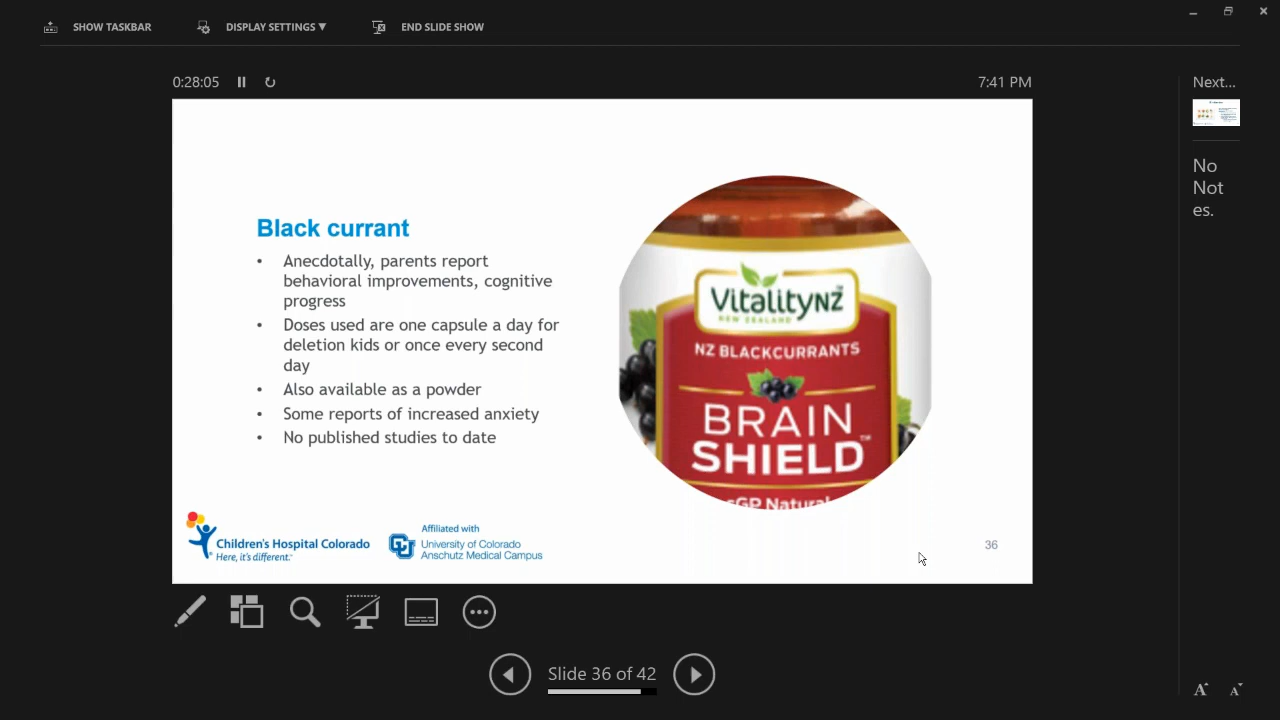 SHOW TASKBAR
DISPLAY SETTINGS ▼
END SLIDE SHOW
0:28:05
7:41 PM
Next...
Black currant
• Anecdotally, parents report
behavioral improvements, cognitive
progress
• Doses used are one capsule a day for
deletion kids or once every second
day
• Also available as a powder
• Some reports of increased anxiety
• No published studies to date
VitalityNZ™
NEW ZEALAND
NZ BLACKCURRANTS
BRAIN
SHIELD™
cGP Natural
Children's Hospital Colorado
Here, it's different.
Affiliated with
University of Colorado
Anschutz Medical Campus
36
No
Not
es.
Slide 36 of 42
A A